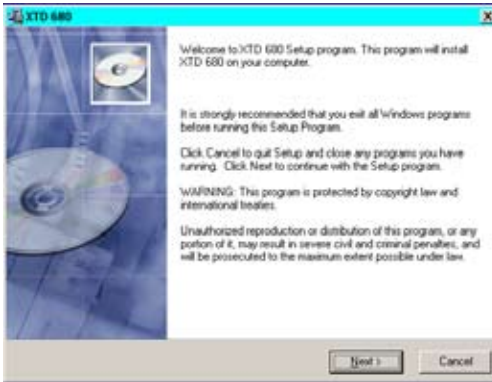 XTD 680
X
Welcome to XTD 680 Setup program. This program will install
XTD 680 on your computer.
It is strongly recommended that you exit all Windows programs
before running this Setup Program.
Click Cancel to quit Setup and close any programs you have
running. Click Next to continue with the Setup program.
WARNING: This program is protected by copyright law and
international treaties.
Unauthorized reproduction or distribution of this program, or any
portion of it, may result in severe civil and criminal penalties, and
will be prosecuted to the maximum extent possible under law.
Next >
Cancel